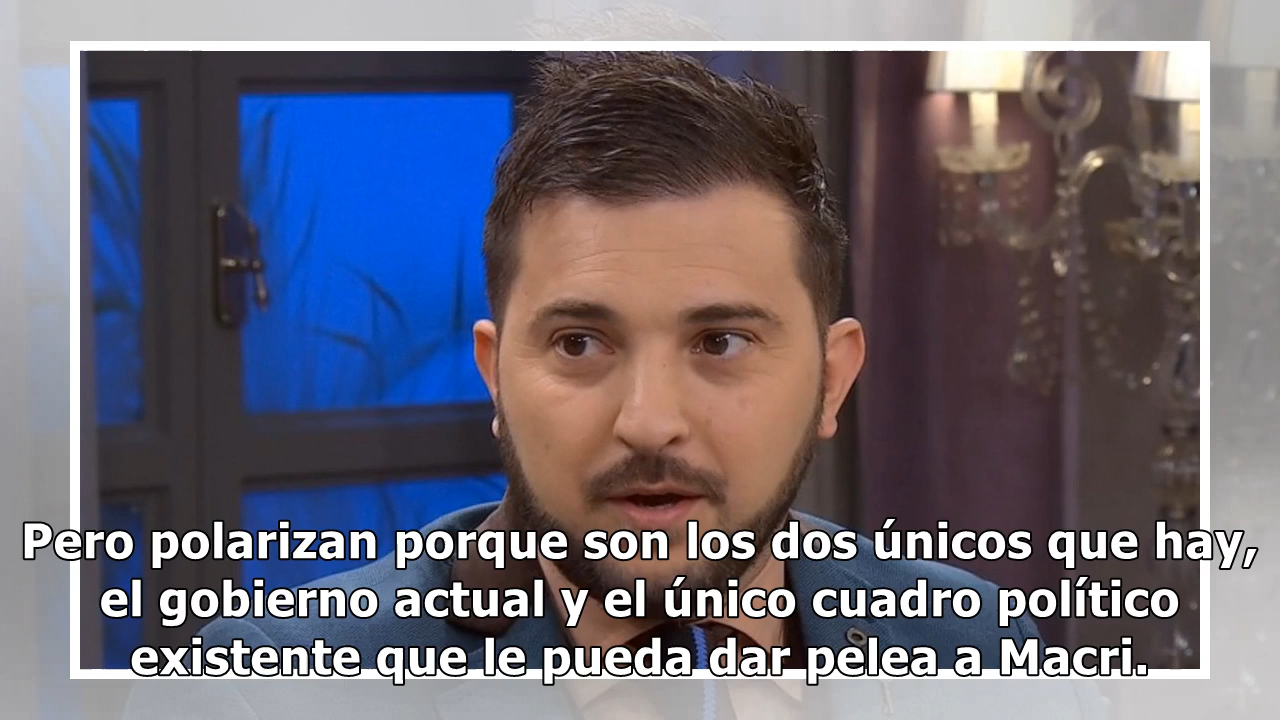 Pero polarizan porque son los dos únicos que hay,
el gobierno actual y el único cuadro político
existente que le pueda dar pelea a Macri.